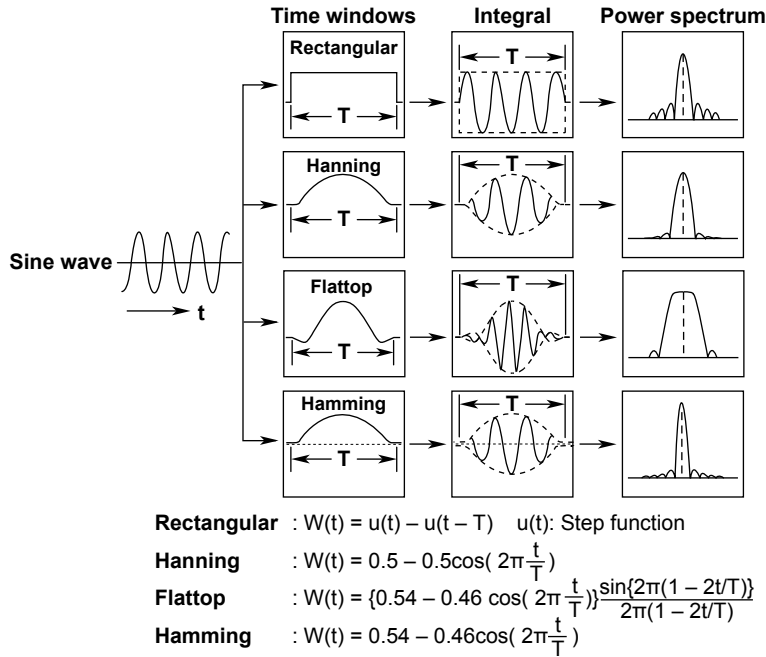 Time windows Integral Power spectrum
Rectangular
T
T
Hanning
T
T
Sine wave
t
Flattop
T
T
Hamming
T
T
Rectangular : W(t) = u(t) – u(t – T) u(t): Step function
Hanning : W(t) = 0.5 – 0.5cos( 2π t/T )
Flattop : W(t) = {0.54 – 0.46 cos( 2π t/T )} sin{2π(1 – 2t/T)}/2π(1 – 2t/T)
Hamming : W(t) = 0.54 – 0.46cos( 2π t/T )